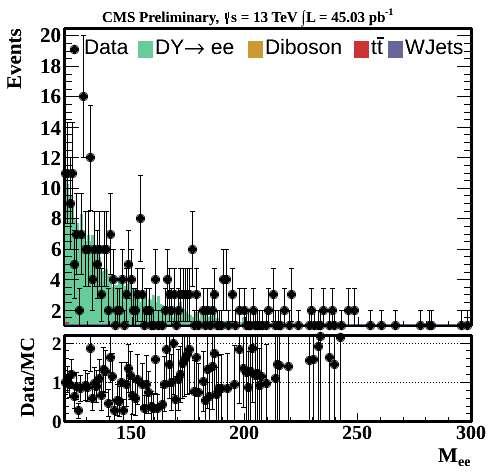 CMS Preliminary, √s = 13 TeV ∫L = 45.03 pb⁻¹
Events
20
18
16
14
12
10
8
6
4
2
Data DY→ ee Diboson tt̄ WJets
Data/MC
2
1
0
150 200 250 300
Mee